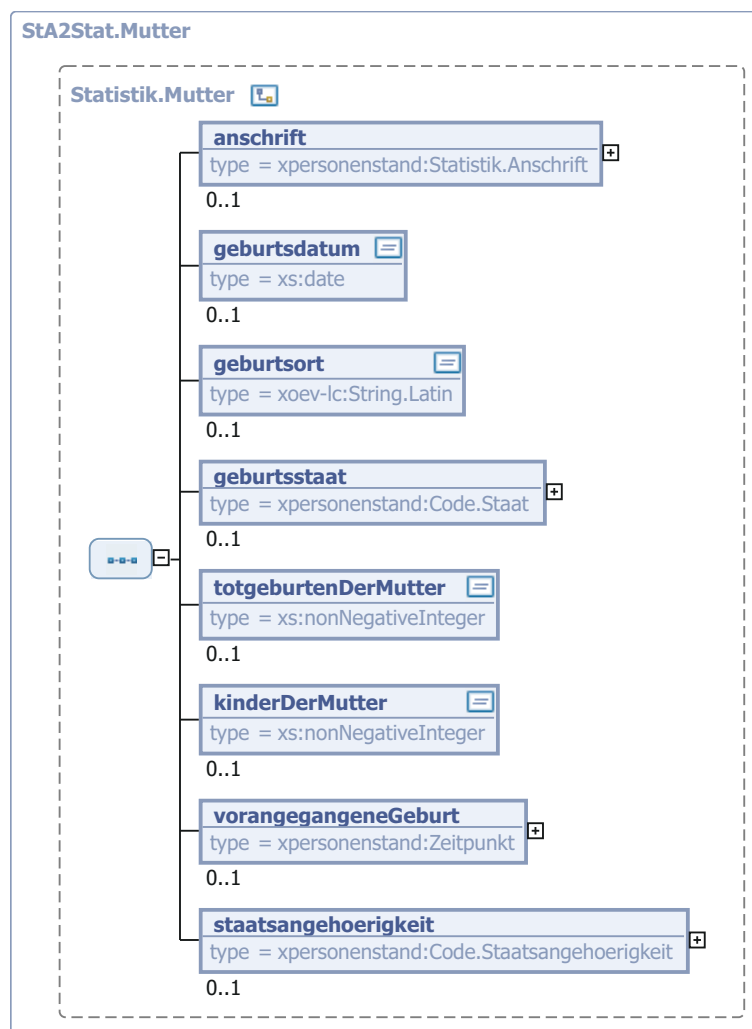 StA2Stat.Mutter
Statistik.Mutter
anschrift
type = xpersonenstand:Statistik.Anschrift
0..1
geburtsdatum
type = xs:date
0..1
geburtsort
type = xoev-lc:String.Latin
0..1
geburtsstaat
type = xpersonenstand:Code.Staat
0..1
totgeburtenDerMutter
type = xs:nonNegativeInteger
0..1
kinderDerMutter
type = xs:nonNegativeInteger
0..1
vorangegangeneGeburt
type = xpersonenstand:Zeitpunkt
0..1
staatsangehoerigkeit
type = xpersonenstand:Code.Staatsangehoerigkeit
0..1